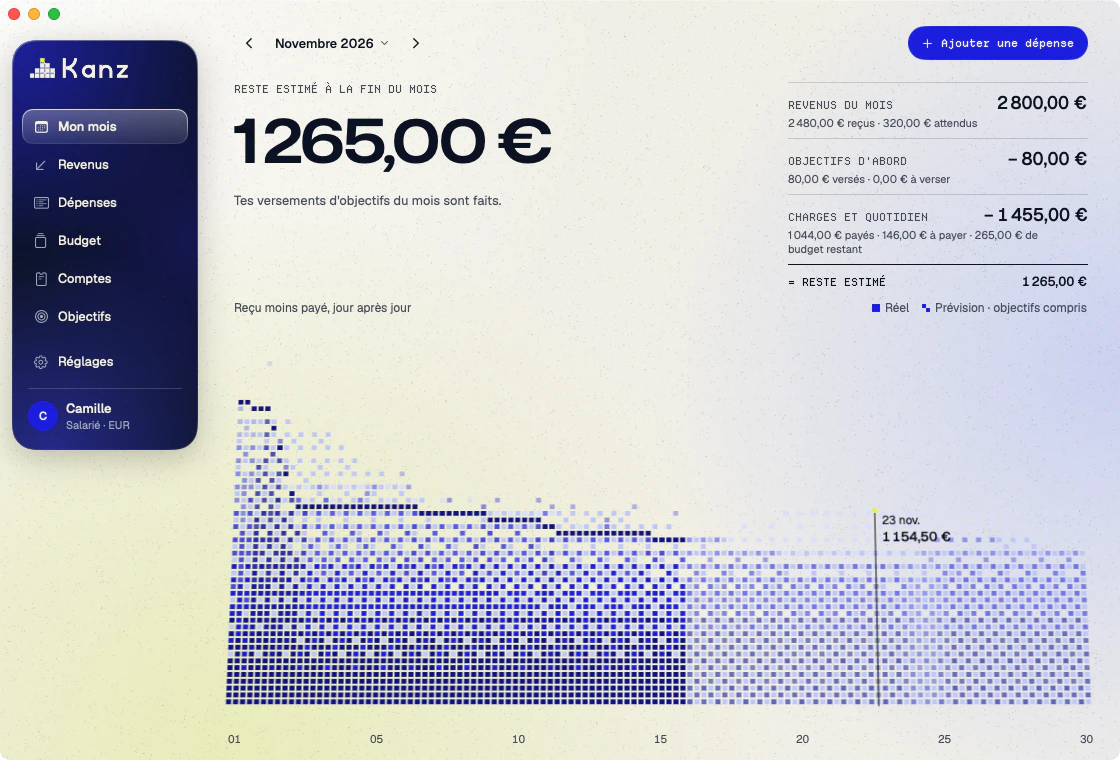 Kanz
Mon mois
Revenus
Dépenses
Budget
Comptes
Objectifs
Réglages
C
Camille
Salarié · EUR
Novembre 2026
+ Ajouter une dépense
RESTE ESTIMÉ À LA FIN DU MOIS
1265,00 €
Tes versements d'objectifs du mois sont faits.
REVENUS DU MOIS 2 800,00 €
2 480,00 € reçus · 320,00 € attendus
OBJECTIFS D'ABORD – 80,00 €
80,00 € versés · 0,00 € à verser
CHARGES ET QUOTIDIEN – 1 455,00 €
1 044,00 € payés · 146,00 € à payer · 265,00 € de
budget restant
= RESTE ESTIMÉ 1 265,00 €
Reçu moins payé, jour après jour
Réel Prévision · objectifs compris
23 nov.
1 154,50 €
01 05 10 15 20 25 30